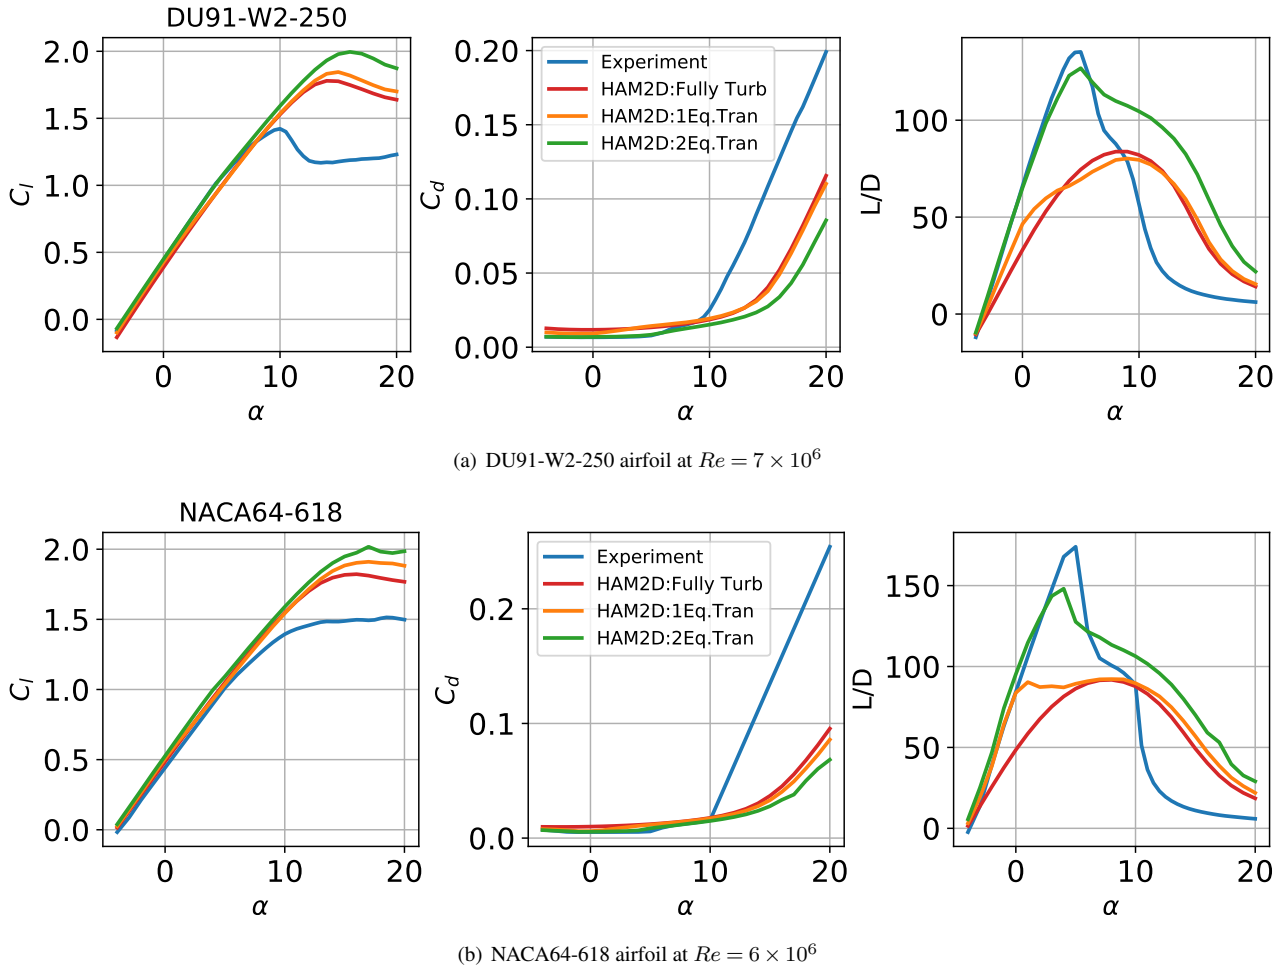 DU91-W2-250
C_l
2.0
1.5
1.0
0.5
0.0
0 10 20
α
C_d
0.20
0.15
0.10
0.05
0.00
Experiment
HAM2D:Fully Turb
HAM2D:1Eq.Tran
HAM2D:2Eq.Tran
0 10 20
α
L/D
100
50
0
0 10 20
α
(a) DU91-W2-250 airfoil at Re = 7 × 10⁶
NACA64-618
C_l
2.0
1.5
1.0
0.5
0.0
0 10 20
α
C_d
0.2
0.1
0.0
Experiment
HAM2D:Fully Turb
HAM2D:1Eq.Tran
HAM2D:2Eq.Tran
0 10 20
α
L/D
150
100
50
0
0 10 20
α
(b) NACA64-618 airfoil at Re = 6 × 10⁶